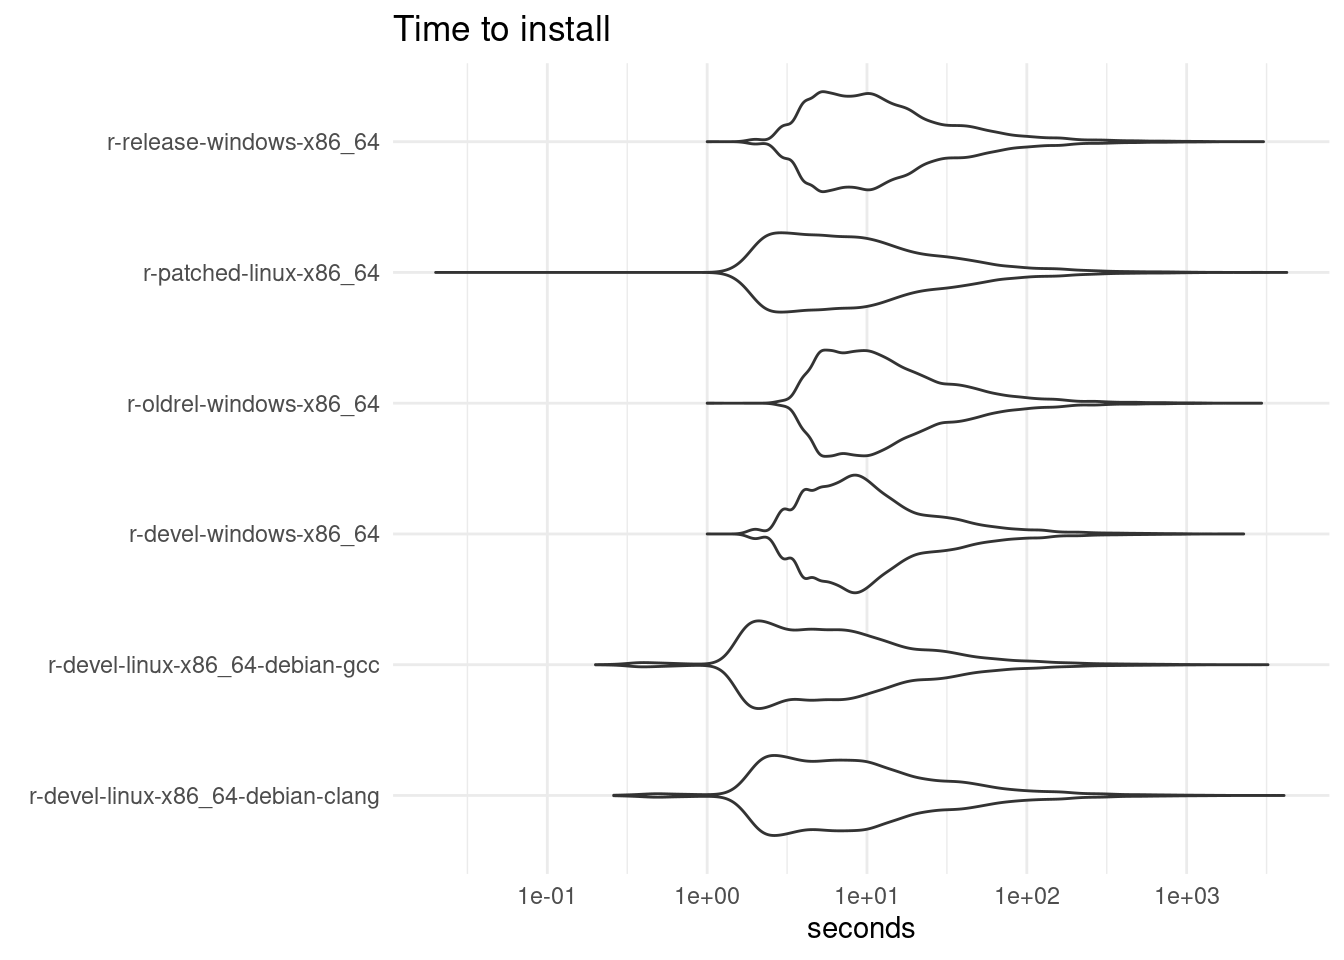 Time to install
r-release-windows-x86_64
r-patched-linux-x86_64
r-oldrel-windows-x86_64
r-devel-windows-x86_64
r-devel-linux-x86_64-debian-gcc
r-devel-linux-x86_64-debian-clang
1e-01 1e+00 1e+01 1e+02 1e+03
seconds